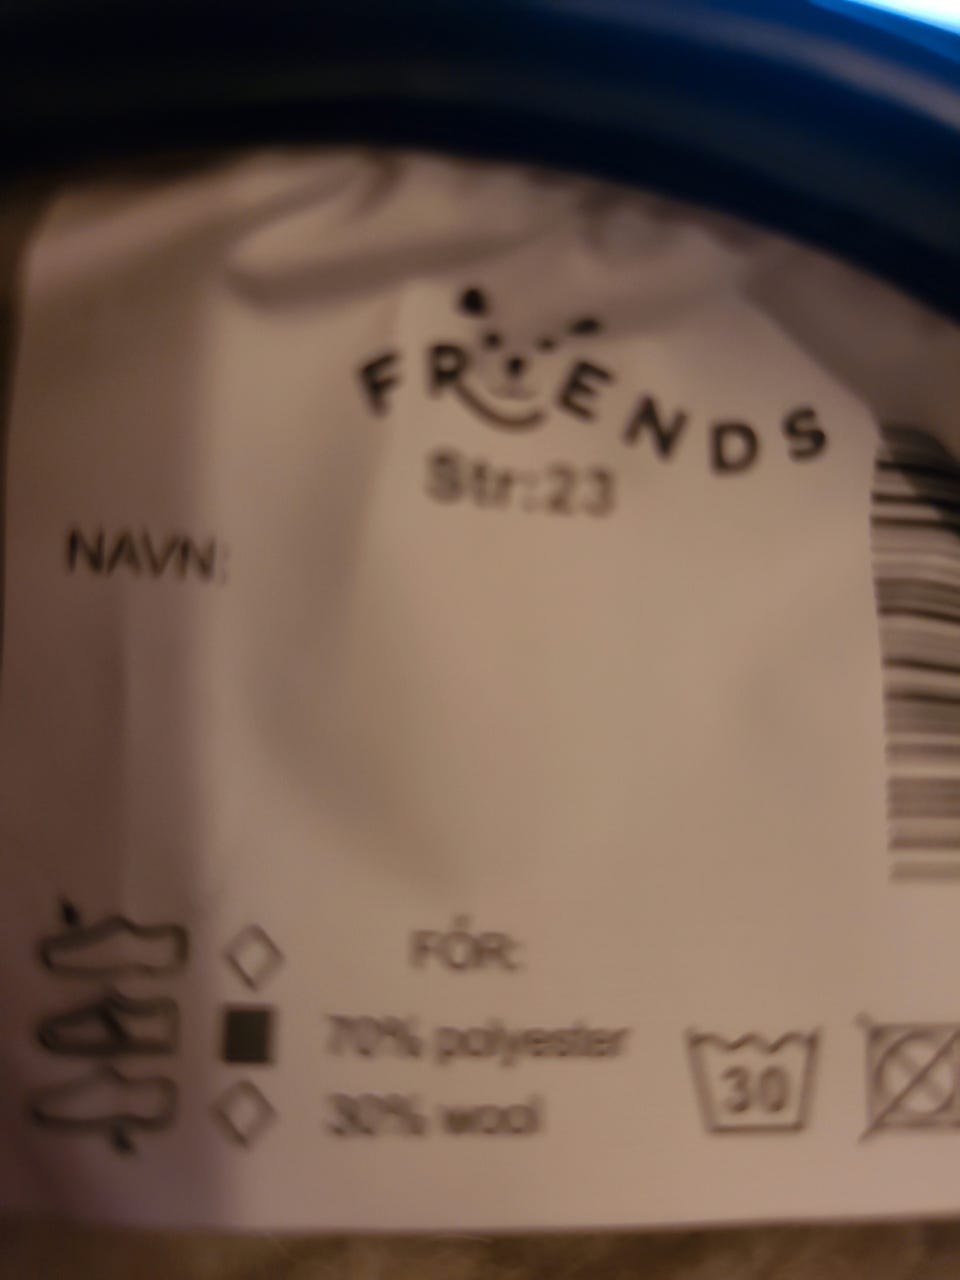 FRIENDS
Str:23
NAVN:
FÓR:
70% polyester
30% wool
30